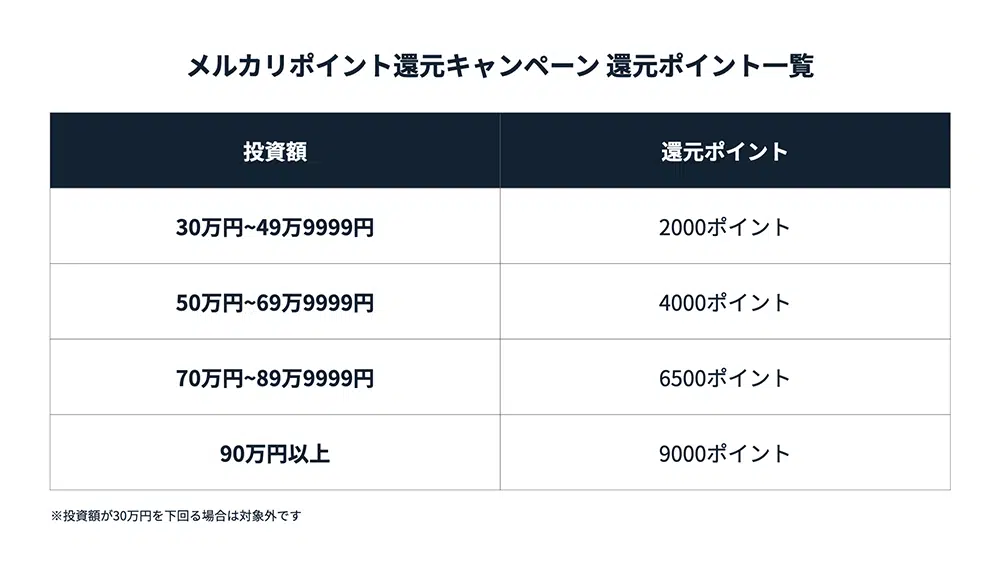 メルカリポイント還元キャンペーン 還元ポイント一覧
投資額 還元ポイント
30万円~49万9999円 2000ポイント
50万円~69万9999円 4000ポイント
70万円~89万9999円 6500ポイント
90万円以上 9000ポイント
※投資額が30万円を下回る場合は対象外です